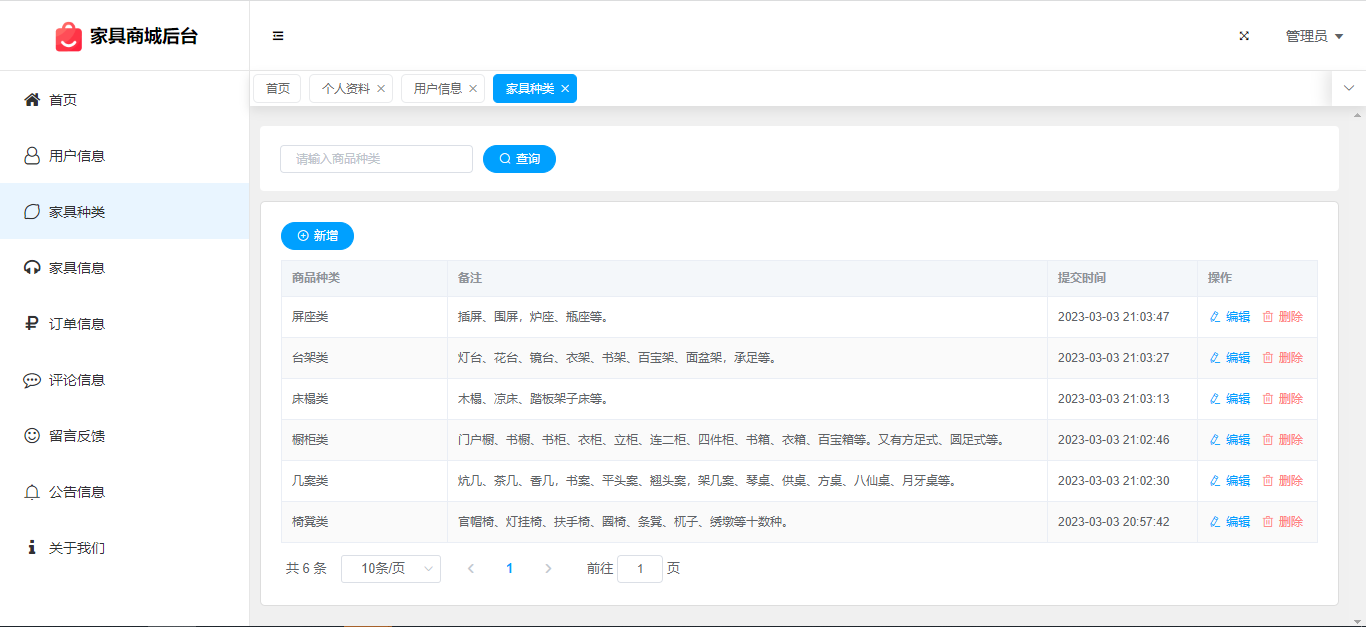 家具商城后台
管理员
首页 个人资料 用户信息 家具种类
首页
用户信息
家具种类
家具信息
订单信息
评论信息
留言反馈
公告信息
关于我们
请输入商品种类 查询
新增
商品种类 备注 提交时间 操作
屏座类 插屏、围屏，炉座、瓶座等。 2023-03-03 21:03:47 编辑 删除
台架类 灯台、花台、镜台、衣架、书架、百宝架、面盆架，承足等。 2023-03-03 21:03:27 编辑 删除
床榻类 木榻、凉床、踏板架子床等。 2023-03-03 21:03:13 编辑 删除
橱柜类 门户橱、书橱、书柜、衣柜、立柜、连二柜、四件柜、书箱、衣箱、百宝箱等。又有方足式、圆足式等。 2023-03-03 21:02:46 编辑 删除
几案类 炕几、茶几、香几，书案、平头案、翘头案，架几案、琴桌、供桌、方桌、八仙桌、月牙桌等。 2023-03-03 21:02:30 编辑 删除
椅凳类 官帽椅、灯挂椅、扶手椅、圆椅、条凳、杌子、绣墩等十数种。 2023-03-03 20:57:42 编辑 删除
共 6 条 10条/页 1 前往 1 页